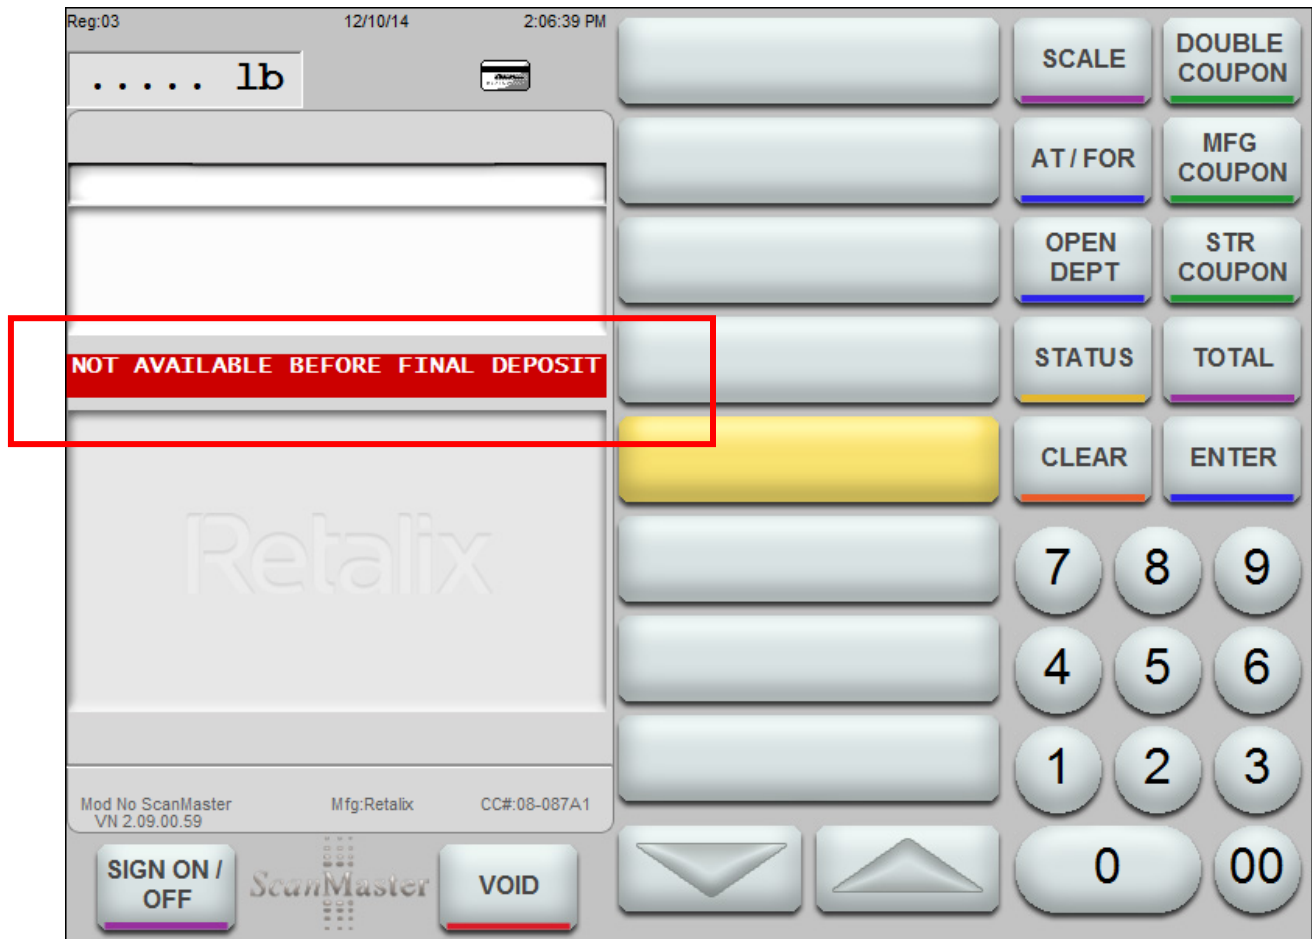 Reg:03 12/10/14 2:06:39 PM
..... lb
NOT AVAILABLE BEFORE FINAL DEPOSIT
Retalix
Mod No ScanMaster Mfg:Retalix CC#:08-087A1
VN 2.09.00.59
SIGN ON /
OFF
ScanMaster
VOID
SCALE
DOUBLE
COUPON
AT / FOR
MFG
COUPON
OPEN
DEPT
STR
COUPON
STATUS
TOTAL
CLEAR
ENTER
7 8 9
4 5 6
1 2 3
0 00